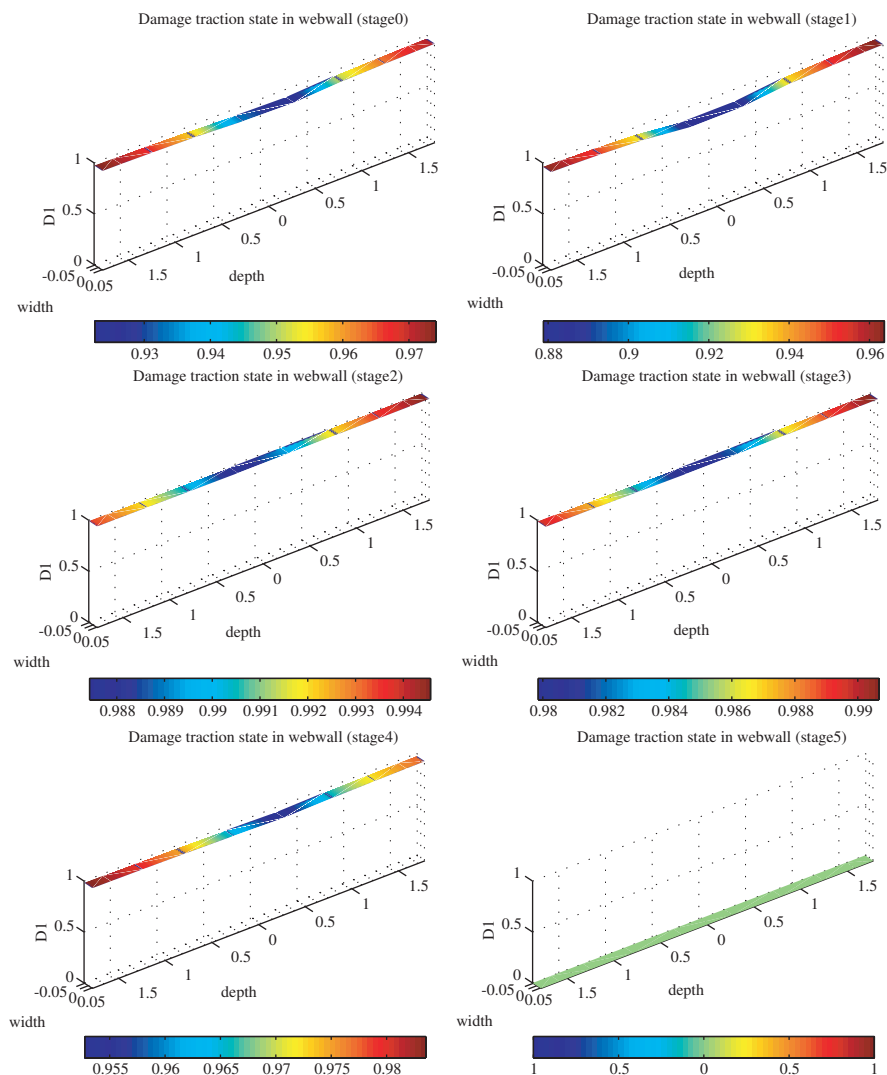 Damage traction state in webwall (stage0)
1
0.5
0
D1
-0.05
0
0.05
width
1.5
1
0.5
0
0.5
1
1.5
depth
0.93 0.94 0.95 0.96 0.97
Damage traction state in webwall (stage1)
1
0.5
0
D1
-0.05
0
0.05
width
1.5
1
0.5
0
0.5
1
1.5
depth
0.88 0.9 0.92 0.94 0.96
Damage traction state in webwall (stage2)
1
0.5
0
D1
-0.05
0
0.05
width
1.5
1
0.5
0
0.5
1
1.5
depth
0.988 0.989 0.99 0.991 0.992 0.993 0.994
Damage traction state in webwall (stage3)
1
0.5
0
D1
-0.05
0
0.05
width
1.5
1
0.5
0
0.5
1
1.5
depth
0.98 0.982 0.984 0.986 0.988 0.99
Damage traction state in webwall (stage4)
1
0.5
0
D1
-0.05
0
0.05
width
1.5
1
0.5
0
0.5
1
1.5
depth
0.955 0.96 0.965 0.97 0.975 0.98
Damage traction state in webwall (stage5)
1
0.5
0
D1
-0.05
0
0.05
width
1.5
1
0.5
0
0.5
1
1.5
depth
1 0.5 0 0.5 1